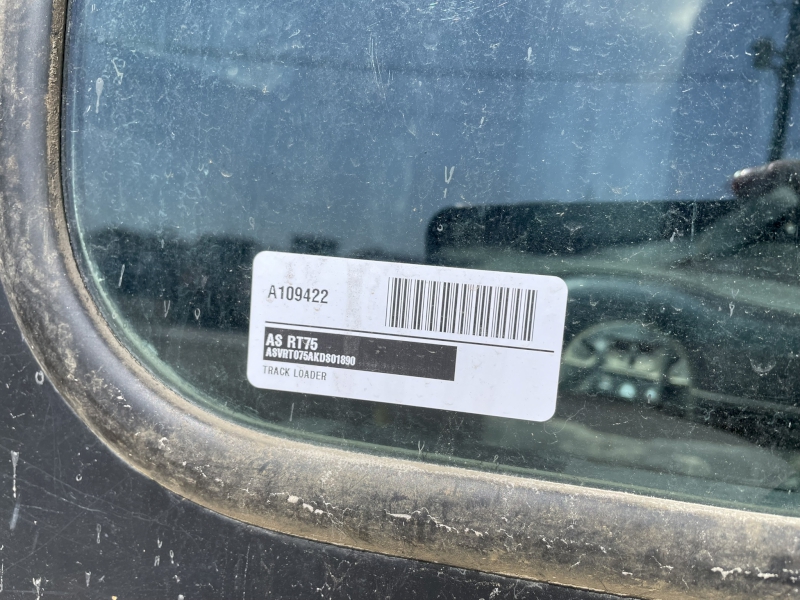 A109422
AS RT75
ASVRT075AKDS01890
TRACK LOADER